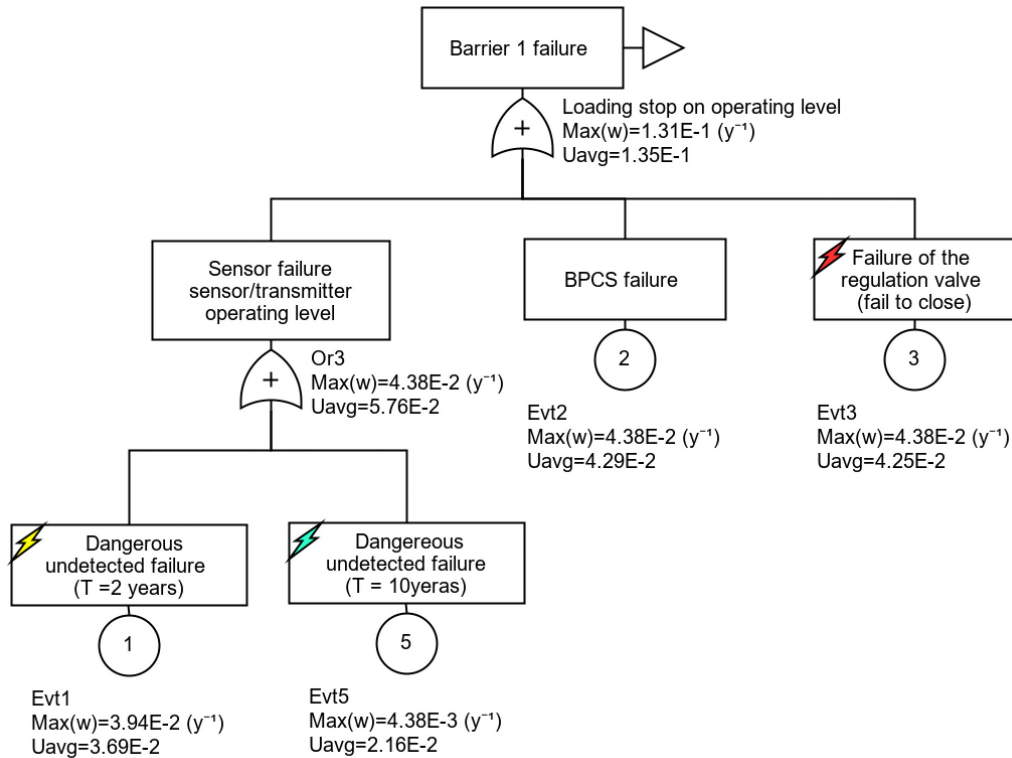 Barrier 1 failure
+
Loading stop on operating level
Max(w)=1.31E-1 (y⁻¹)
Uavg=1.35E-1
Sensor failure
sensor/transmitter
operating level
BPCS failure
Failure of the
regulation valve
(fail to close)
+
Or3
Max(w)=4.38E-2 (y⁻¹)
Uavg=5.76E-2
2
Evt2
Max(w)=4.38E-2 (y⁻¹)
Uavg=4.29E-2
3
Evt3
Max(w)=4.38E-2 (y⁻¹)
Uavg=4.25E-2
Dangerous
undetected failure
(T =2 years)
Dangereous
undetected failure
(T = 10yeras)
1
Evt1
Max(w)=3.94E-2 (y⁻¹)
Uavg=3.69E-2
5
Evt5
Max(w)=4.38E-3 (y⁻¹)
Uavg=2.16E-2